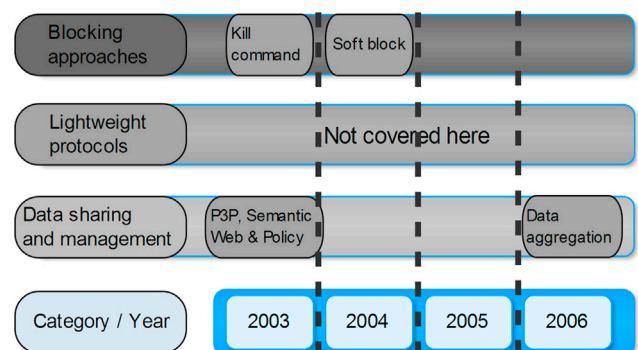 Blocking
approaches
Kill
command
Soft block
Lightweight
protocols
Not covered here
Data sharing
and management
P3P, Semantic
Web & Policy
Data
aggregation
Category / Year
2003
2004
2005
2006